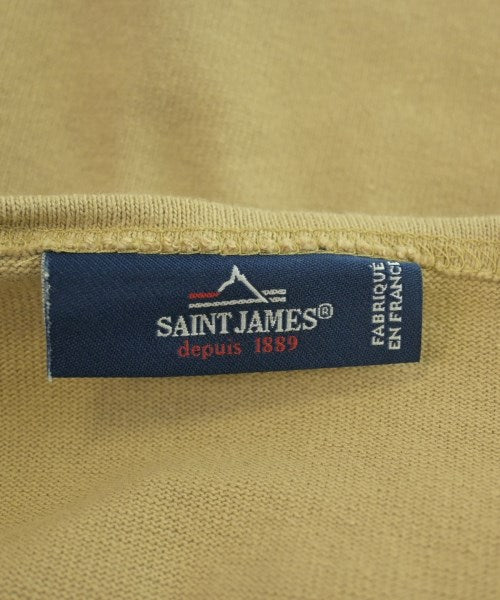 SAINT JAMES®
depuis 1889
FABRIQUÉ
EN FRANCE